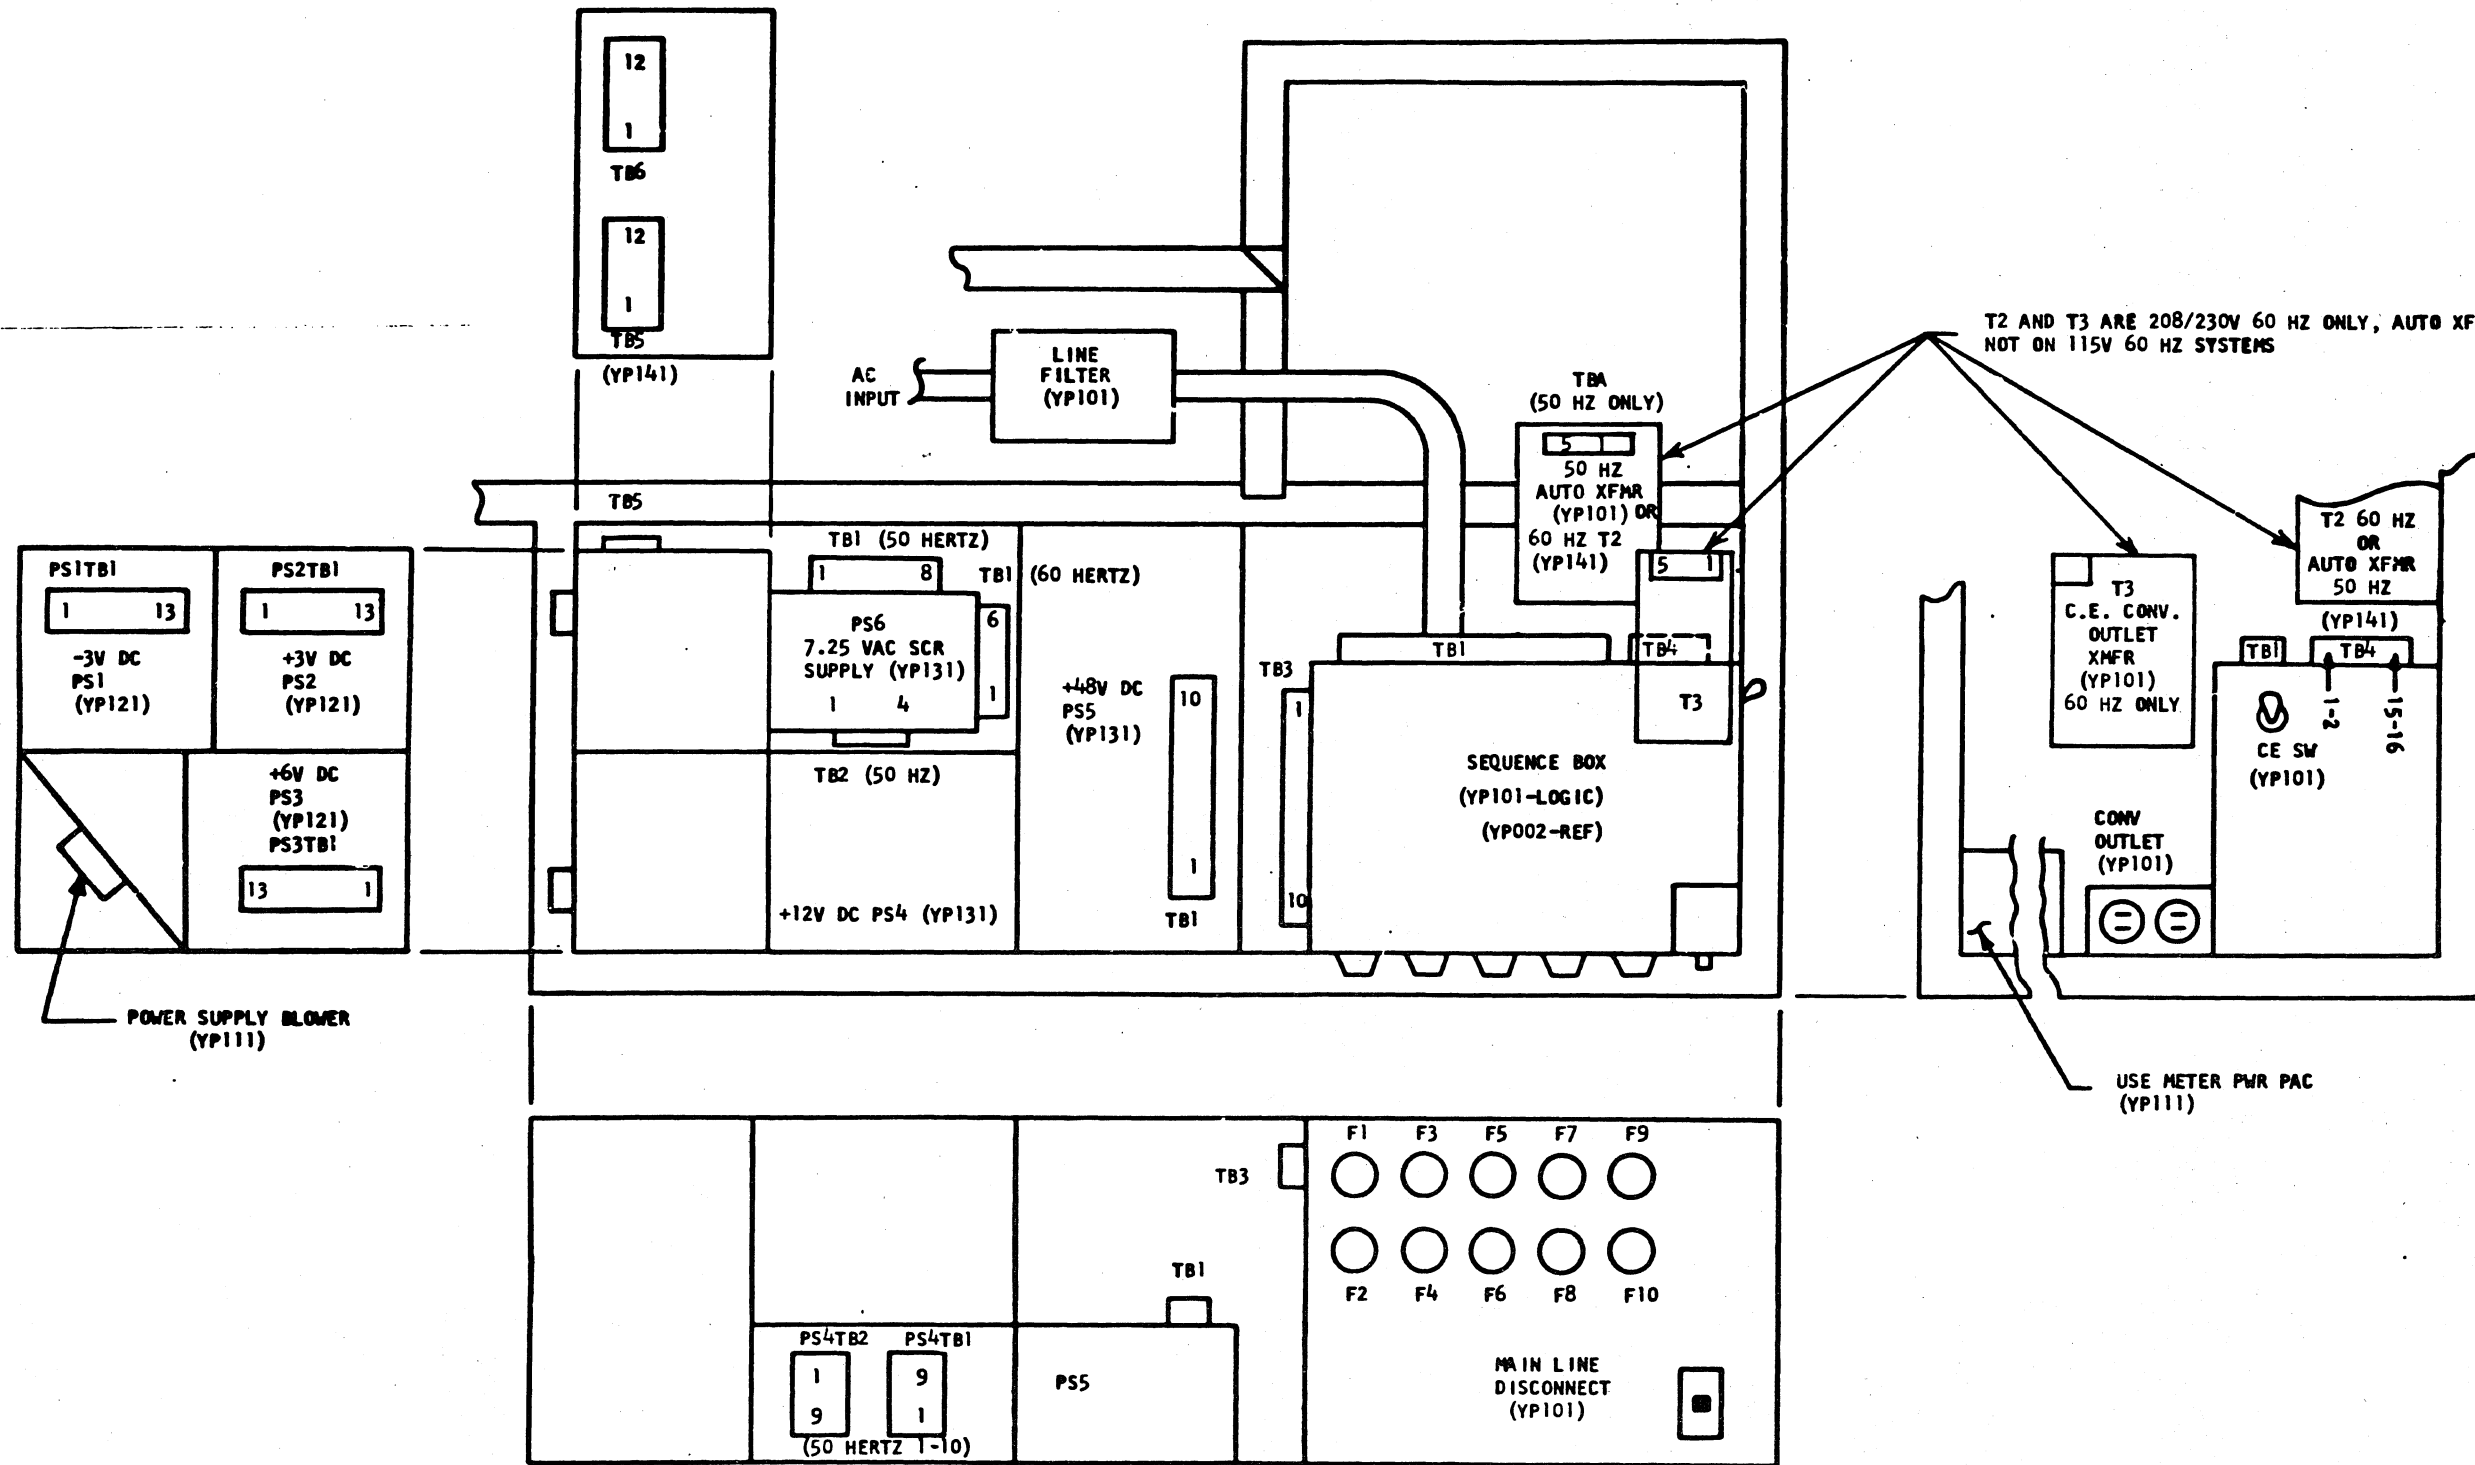 12
1
TB6
12
1
TB5
(YP141)
AC
INPUT
LINE
FILTER
(YP101)
T2 AND T3 ARE 208/230V 60 HZ ONLY, AUTO XF
NOT ON 115V 60 HZ SYSTEMS
TBA
(50 HZ ONLY)
5
50 HZ
AUTO XFMR
(YP101) OR
60 HZ T2
(YP141)
5 1
TB5
TB1 (50 HERTZ)
1 8
TB1 (60 HERTZ)
6
1
PS6
7.25 VAC SCR
SUPPLY (YP131)
1 4
TB2 (50 HZ)
+12V DC PS4 (YP131)
PS1TB1
1 13
-3V DC
PS1
(YP121)
PS2TB1
1 13
+3V DC
PS2
(YP121)
+6V DC
PS3
(YP121)
PS3TB1
13 1
POWER SUPPLY BLOWER
(YP111)
+48V DC
PS5
(YP131)
10
1
TB1
TB3
1
10
TB1
TB4
T3
SEQUENCE BOX
(YP101-LOGIC)
(YP002-REF)
T2 60 HZ
OR
AUTO XFMR
50 HZ
(YP141)
T3
C.E. CONV.
OUTLET
XMFR
(YP101)
60 HZ ONLY
TB1
TB4
1-2
15-16
CE SW
(YP101)
CONV
OUTLET
(YP101)
USE METER PWR PAC
(YP111)
TB3
F1 F3 F5 F7 F9
F2 F4 F6 F8 F10
TB1
PS4TB2 PS4TB1
1 9
9 1
(50 HERTZ 1-10)
PS5
MAIN LINE
DISCONNECT
(YP101)